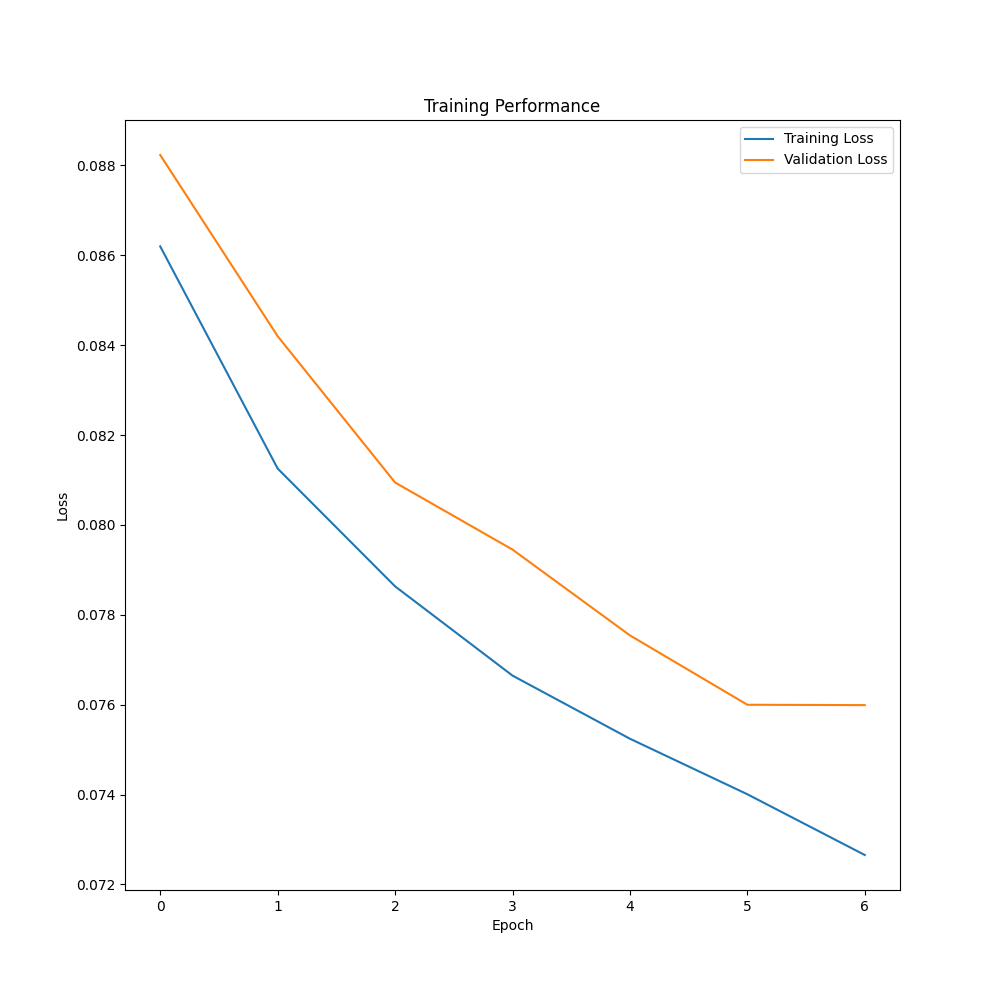 Training Performance
Training Loss
Validation Loss
0.088
0.086
0.084
0.082
0.080
0.078
0.076
0.074
0.072
Loss
0 1 2 3 4 5 6
Epoch